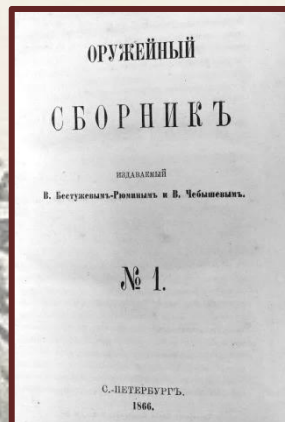 ОРУЖЕЙНЫЙ
СБОРНИКЪ
ИЗДАВАЕМЫЙ
В. Бестужевымъ-Рюминымъ и В. Чебышевымъ.
№ 1.
С.-ПЕТЕРБУРГЪ.
1866.